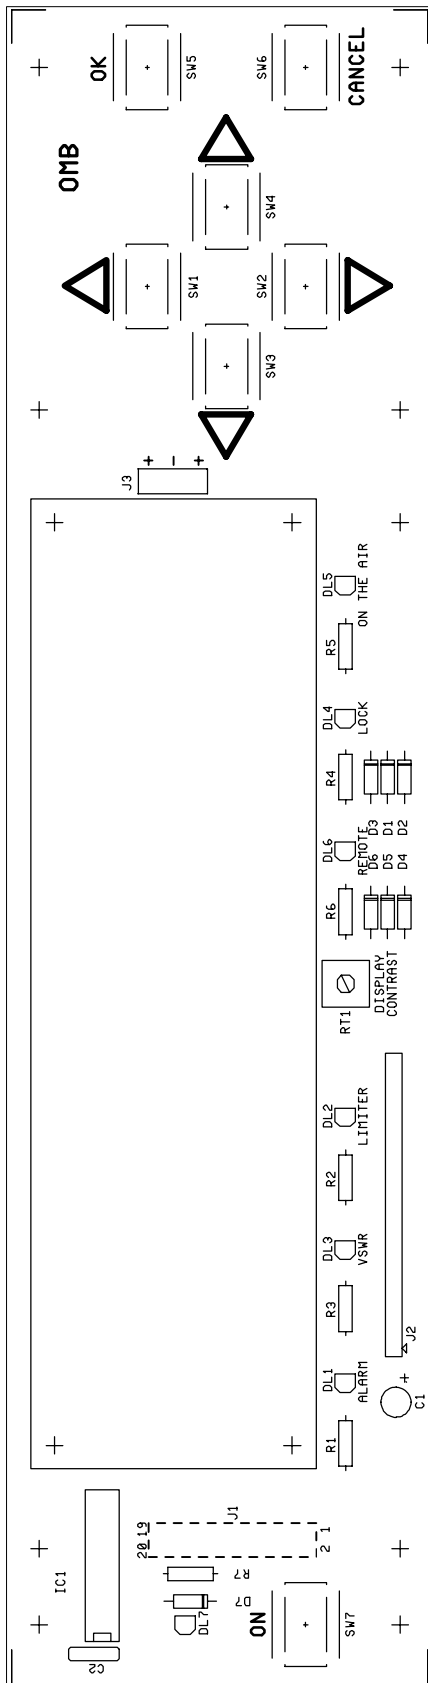 OK
SW5
SW6
CANCEL
OMB
SW4
SW1
SW2
SW3
J3
+
-
+
DL5
ON THE AIR
R5
DL4
LOCK
R4
D3
D1
D2
DL6
REMOTE
D6
D5
D4
R6
RT1
DISPLAY
CONTRAST
DL2
LIMITER
R2
DL3
VSWR
R3
J2
DL1
ALARM
+
C1
R1
J1
20 19
2 1
IC1
R7
D7
DL7
ON
SW7
C2